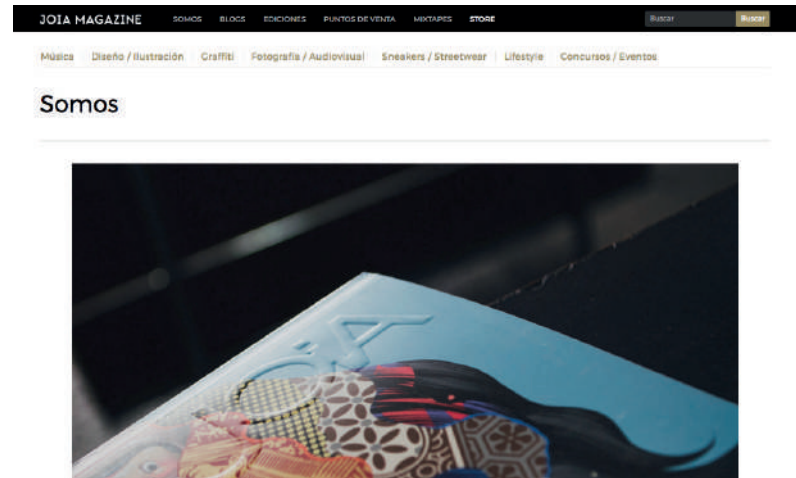 JOIA MAGAZINE SOMOS BLOGS EDICIONES PUNTOS DE VENTA MIXTAPES STORE Buscar Buscar
Música Diseño / Ilustración Graffiti Fotografía / Audiovisual Sneakers / Streetwear Lifestyle Concursos / Eventos
Somos
JOIA